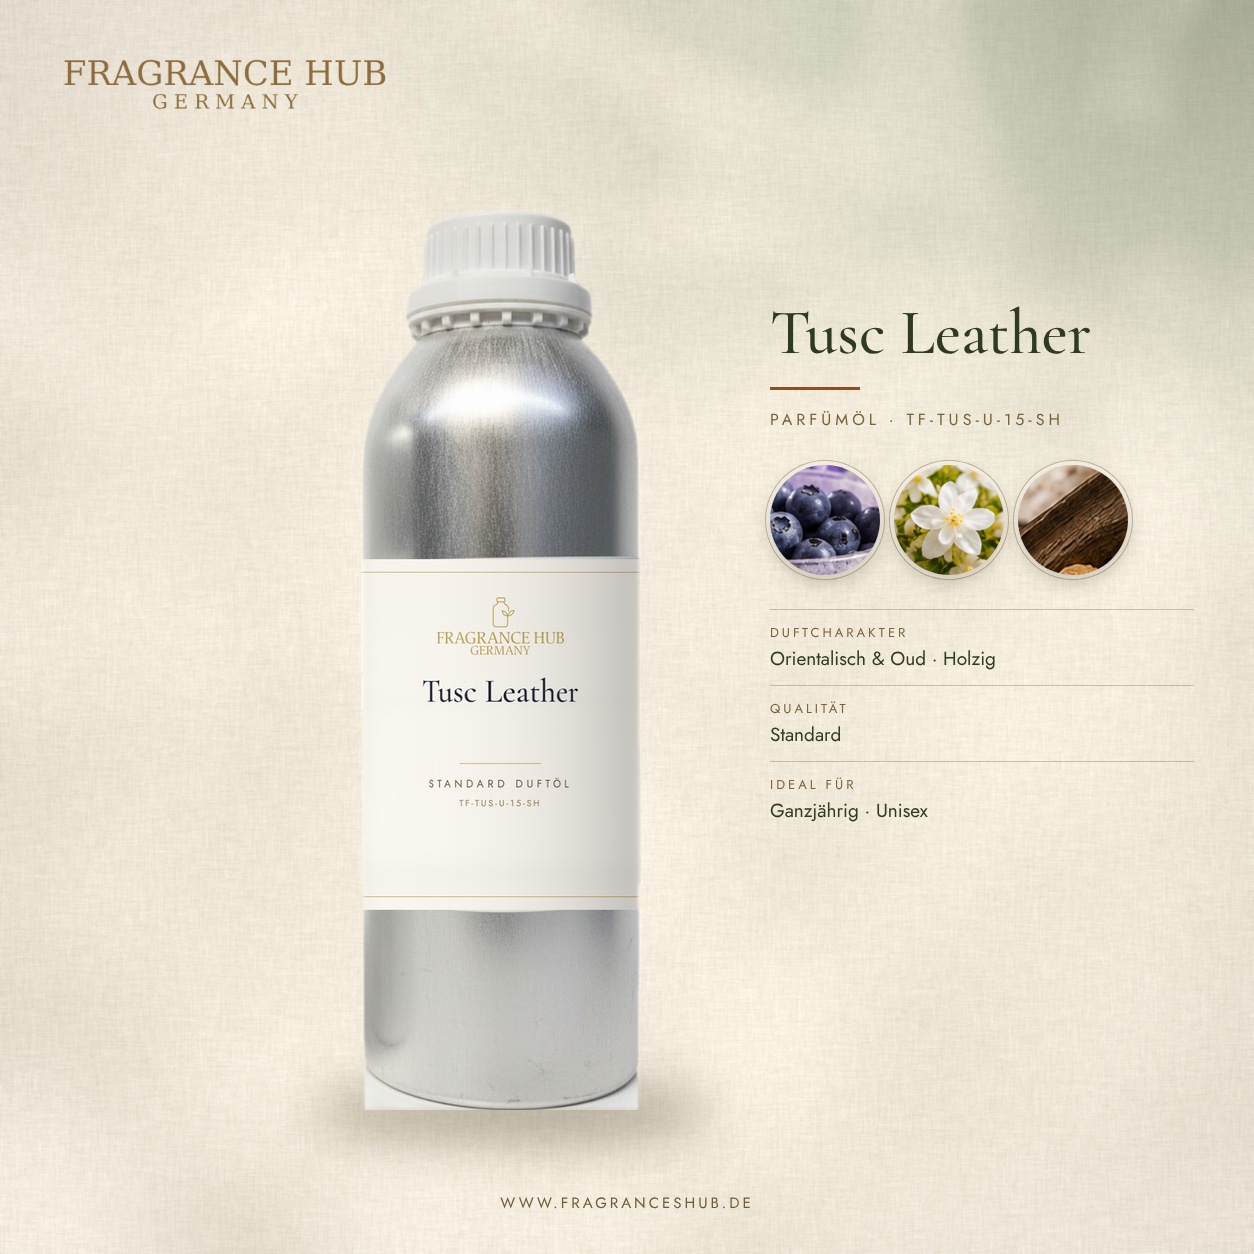 FRAGRANCE HUB
GERMANY
Tusc Leather
PARFÜMÖL · TF-TUS-U-15-SH
DUFTCHARAKTER
Orientalisch & Oud · Holzig
QUALITÄT
Standard
IDEAL FÜR
Ganzjährig · Unisex
FRAGRANCE HUB
GERMANY
Tusc Leather
STANDARD DUFTÖL
TF-TUS-U-15-SH
WWW.FRAGRANCESHUB.DE